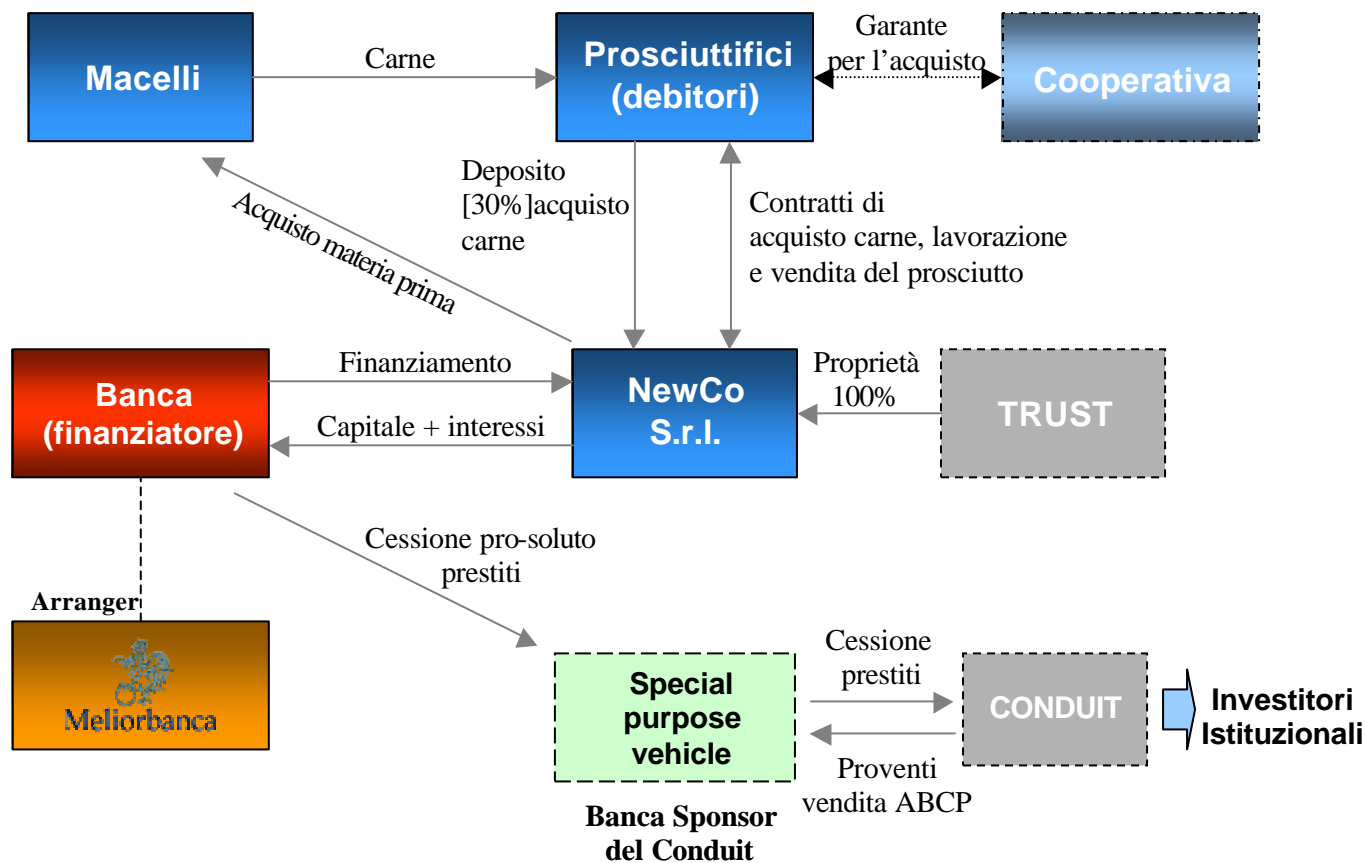 Macelli
Carne
Prosciuttifici
(debitori)
Garante
per l'acquisto
Cooperativa
Deposito
[30%]acquisto
carne
Contratti di
acquisto carne, lavorazione
e vendita del prosciutto
Acquisto materia prima
Banca
(finanziatore)
Finanziamento
Capitale + interessi
NewCo
S.r.l.
Proprietà
100%
TRUST
Cessione pro-soluto
prestiti
Arranger
Meliorbanca
Special
purpose
vehicle
Cessione
prestiti
CONDUIT
Investitori
Istituzionali
Proventi
vendita ABCP
Banca Sponsor
del Conduit